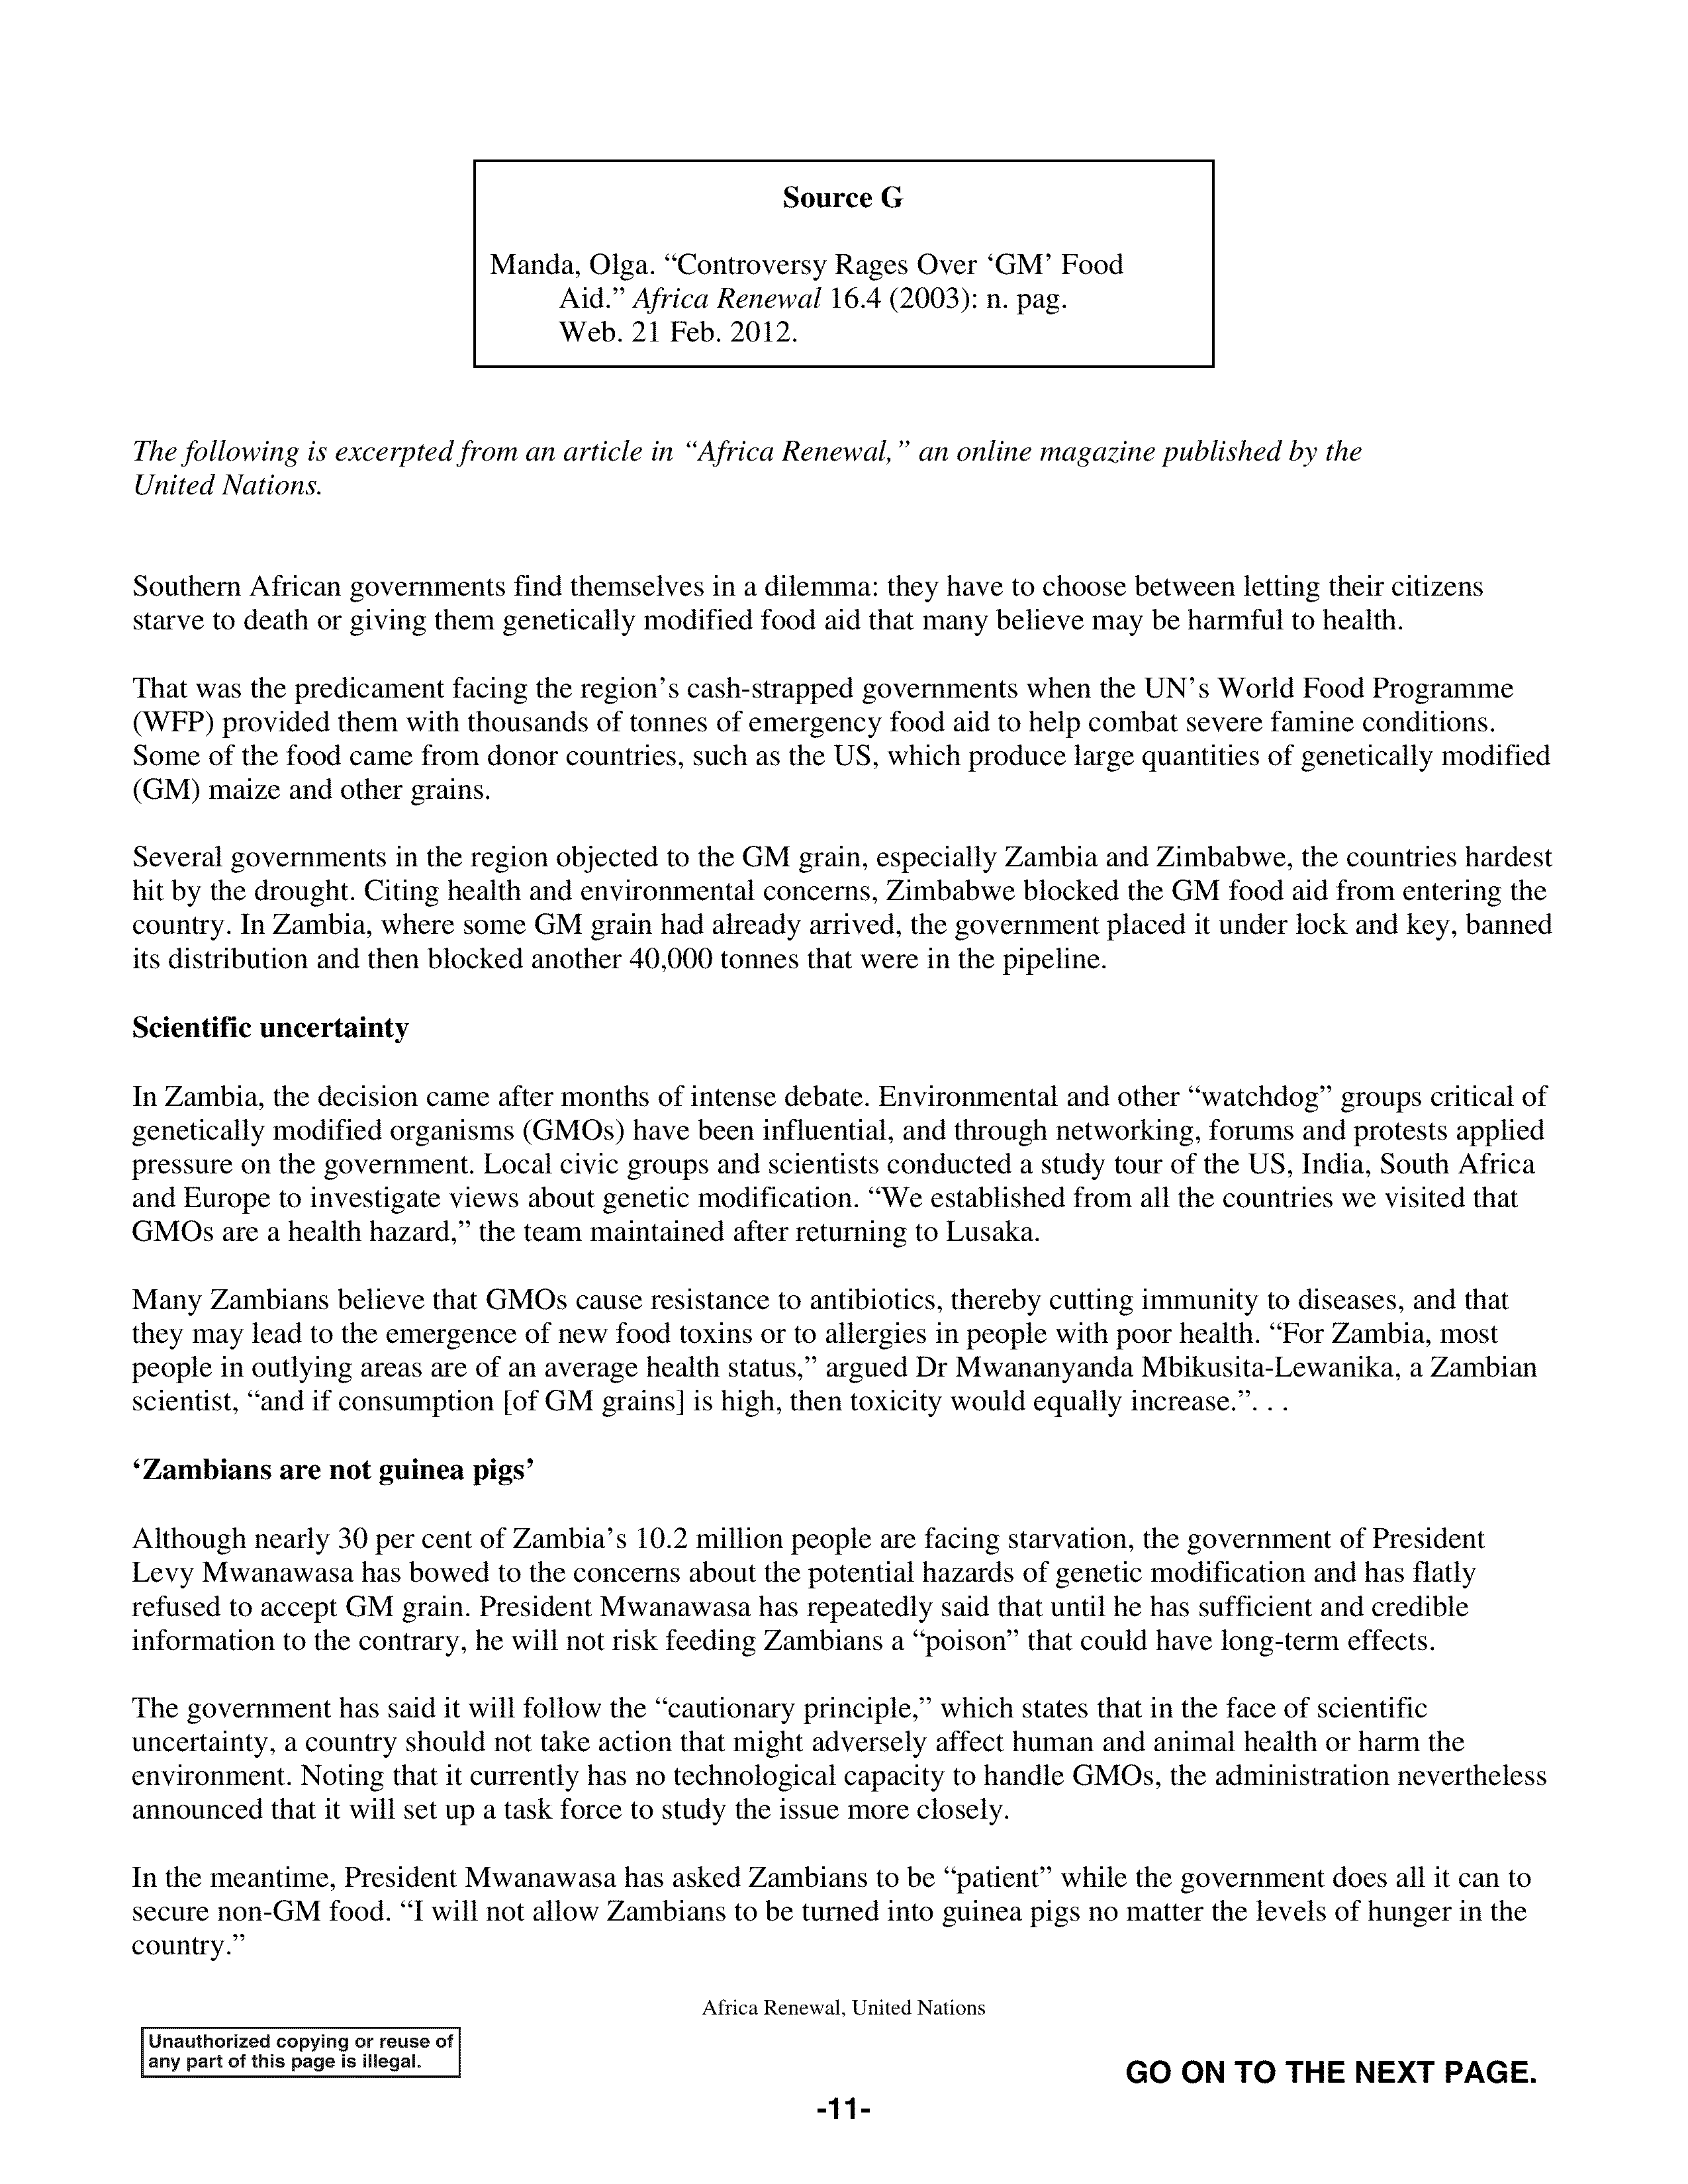 Source G
Manda, Olga. “Controversy Rages Over ‘GM’ Food
Aid.” Africa Renewal 16.4 (2003): n. pag.
Web. 21 Feb. 2012.
The following is excerpted from an article in “Africa Renewal,” an online magazine published by the
United Nations.
Southern African governments find themselves in a dilemma: they have to choose between letting their citizens
starve to death or giving them genetically modified food aid that many believe may be harmful to health.
That was the predicament facing the region’s cash-strapped governments when the UN’s World Food Programme
(WFP) provided them with thousands of tonnes of emergency food aid to help combat severe famine conditions.
Some of the food came from donor countries, such as the US, which produce large quantities of genetically modified
(GM) maize and other grains.
Several governments in the region objected to the GM grain, especially Zambia and Zimbabwe, the countries hardest
hit by the drought. Citing health and environmental concerns, Zimbabwe blocked the GM food aid from entering the
country. In Zambia, where some GM grain had already arrived, the government placed it under lock and key, banned
its distribution and then blocked another 40,000 tonnes that were in the pipeline.
Scientific uncertainty
In Zambia, the decision came after months of intense debate. Environmental and other “watchdog” groups critical of
genetically modified organisms (GMOs) have been influential, and through networking, forums and protests applied
pressure on the government. Local civic groups and scientists conducted a study tour of the US, India, South Africa
and Europe to investigate views about genetic modification. “We established from all the countries we visited that
GMOs are a health hazard,” the team maintained after returning to Lusaka.
Many Zambians believe that GMOs cause resistance to antibiotics, thereby cutting immunity to diseases, and that
they may lead to the emergence of new food toxins or to allergies in people with poor health. “For Zambia, most
people in outlying areas are of an average health status,” argued Dr Mwananyanda Mbikusita-Lewanika, a Zambian
scientist, “and if consumption [of GM grains] is high, then toxicity would equally increase.”. . .
‘Zambians are not guinea pigs’
Although nearly 30 per cent of Zambia’s 10.2 million people are facing starvation, the government of President
Levy Mwanawasa has bowed to the concerns about the potential hazards of genetic modification and has flatly
refused to accept GM grain. President Mwanawasa has repeatedly said that until he has sufficient and credible
information to the contrary, he will not risk feeding Zambians a “poison” that could have long-term effects.
The government has said it will follow the “cautionary principle,” which states that in the face of scientific
uncertainty, a country should not take action that might adversely affect human and animal health or harm the
environment. Noting that it currently has no technological capacity to handle GMOs, the administration nevertheless
announced that it will set up a task force to study the issue more closely.
In the meantime, President Mwanawasa has asked Zambians to be “patient” while the government does all it can to
secure non-GM food. “I will not allow Zambians to be turned into guinea pigs no matter the levels of hunger in the
country.”
Africa Renewal, United Nations
Unauthorized copying or reuse of
any part of this page is illegal.
GO ON TO THE NEXT PAGE.
-11-